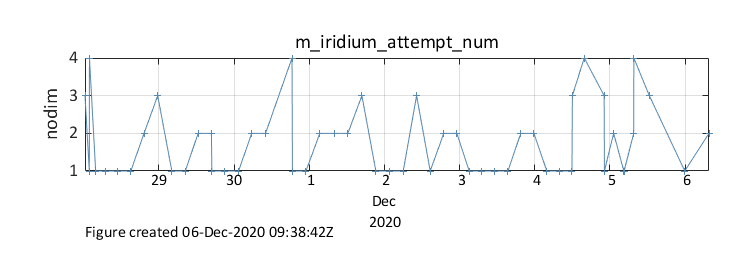 m_iridium_attempt_num
nodim
4
3
2
1
29 30 1 2 3 4 5 6
Dec
2020
Figure created 06-Dec-2020 09:38:42Z